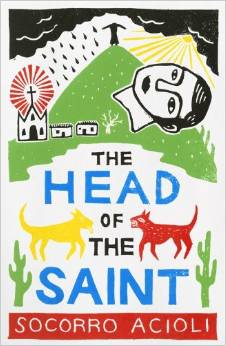 THE
HEAD
OF
THE
SAINT
SOCORRO ACIOLI